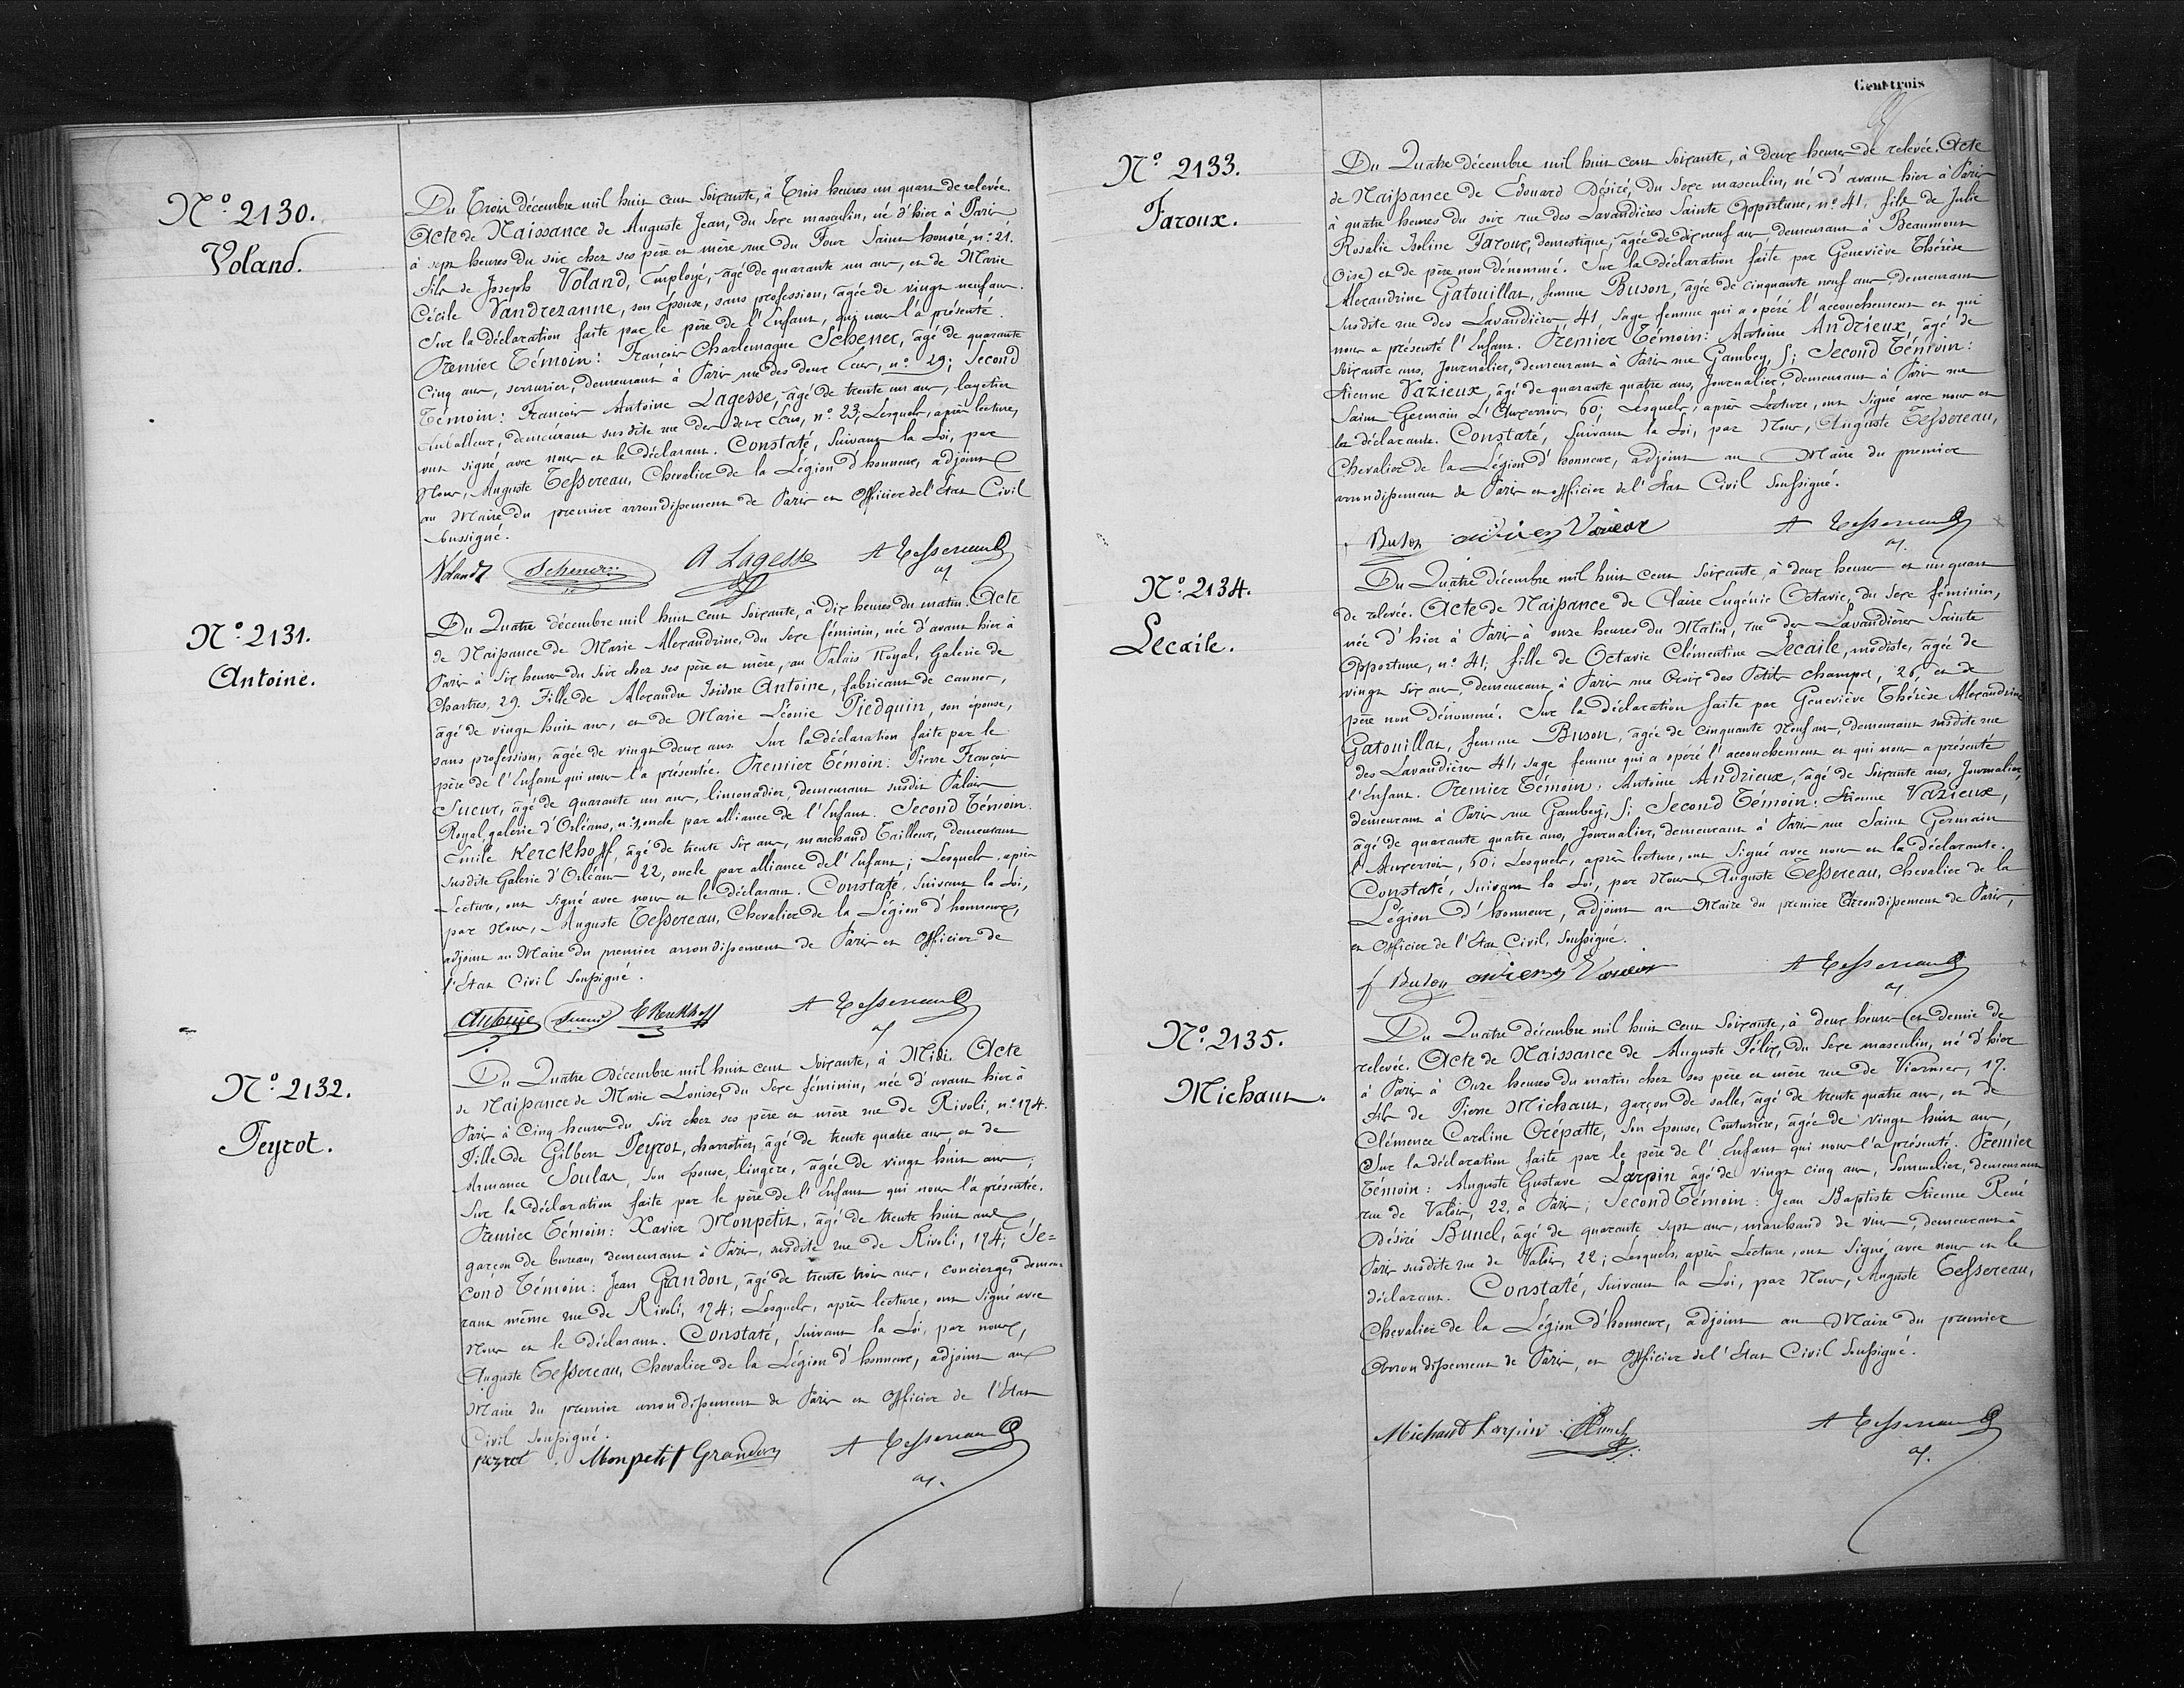 Cent trois
N° 2130.
Voland.
Du Trois décembre mil huit cent soixante, à Trois heures un quart de relevée.
Acte de Naissance de Auguste Jean, du sexe masculin, né d'hier à Paris
à sept heures du soir chez ses père et mère rue du Four Saint honoré, n° 21.
fils de Joseph Voland, Employé, âgé de quarante un ans, et de Marie
Cécile Vandrezanne, son Épouse, sans profession, âgée de vingt neuf ans.
Sur la déclaration faite par le père de l'Enfant, qui nous l'a présenté.
Premier Témoin: François Charlemagne Schener, âgé de quarante
Cinq ans, serrurier, demeurant à Paris rue des deux Écus, n° 29; Second
Témoin: François Antoine Lagesse, âgé de trente un ans, layetier
Emballeur, demeurant susdite rue des deux Écus, n° 23; Lesquels, après lecture,
ont signé avec nous et le déclarant. Constaté, Suivant la Loi, par
Nous, Auguste Tessereau, Chevalier de la Légion d'honneur, adjoint
au Maire du premier arrondissement de Paris et Officier de l'État Civil
soussigné.
Voland Schener A Lagesse A Tessereau
aj.
N° 2131.
Antoine.
Du Quatre décembre mil huit cent soixante, à dix heures du matin. Acte
de Naissance de Marie Alexandrine, du Sexe féminin, née d'avant hier à
Paris à Six heures du Soir chez ses père et mère, au Palais Royal, Galerie de
Chartres, 29. Fille de Alexandre Isidore Antoine, fabricant de cannes,
âgé de vingt huit ans, et de Marie Léonie Piedquin, son épouse,
sans profession, âgée de vingt deux ans. Sur la déclaration faite par le
père de l'Enfant qui nous l'a présentée. Premier Témoin: Pierre François
Sueur, âgé de quarante un ans, limonadier, demeurant susdit Palais
Royal galerie d'Orléans, n° oncle par alliance de l'Enfant. Second Témoin:
Emile Kerckhoff, âgé de trente Six ans, marchand Tailleur, demeurant
susdite Galerie d'Orléans 22, oncle par alliance de l'Enfant; Lesquels, après
Lecture, ont signé avec nous et le déclarant. Constaté, Suivant la Loi,
par Nous, Auguste Tessereau, Chevalier de la Légion d'honneur,
adjoint au Maire du premier arrondissement de Paris et Officier de
l'État Civil soussigné.
Antoine Sueur E Kerckhoff A Tessereau
aj
N° 2132.
Peyrot.
Du Quatre Décembre mil huit cent soixante, à Midi. Acte
de Naissance de Marie Louise, du Sexe féminin, née d'avant hier à
Paris à Cinq heures du Soir chez ses père et mère rue de Rivoli, n° 174.
Fille de Gilbert Peyrot, charretier, âgé de trente quatre ans, et de
Armance Soulas, Son épouse, lingère, âgée de vingt huit ans;
Sur la déclaration faite par le père de l'Enfant qui nous l'a présentée.
Premier Témoin: Xavier Monpetit, âgé de trente huit ans
garçon de bureau, demeurant à Paris, susdite rue de Rivoli, 174; Se=
cond Témoin: Jean Grandon, âgé de trente trois ans, concierge, demeu
rant même rue de Rivoli, 174; Lesquels, après lecture, ont signé avec
Nous et le déclarant. Constaté, Suivant la Loi, par nous,
Auguste Tessereau, Chevalier de la Légion d'honneur, adjoint au
Maire du premier arrondissement de Paris et Officier de l'État
Civil soussigné.
peyrot Monpetit Grandon A Tessereau
aj.
N° 2133.
Faroux.
Du Quatre décembre mil huit cent soixante, à deux heures de relevée. Acte
de Naissance de Edouard Désiré, du Sexe masculin, né d'avant hier à Paris
à quatre heures du soir rue des Lavandières Sainte Opportune, n° 41, fils de Julie
Rosalie Isoline Faroux, domestique, âgée de dix neuf ans demeurant à Beaumont
(Oise) et de père non dénommé. Sur la déclaration faite par Geneviève Thérèse
Alexandrine Gatouillat, femme Buson, âgée de cinquante neuf ans, demeurant
susdite rue des Lavandières 41, sage femme qui a opéré l'accouchement et qui
nous a présenté l'Enfant. Premier Témoin: Antoine Andrieux, âgé de
soixante ans, Journalier, demeurant à Paris rue Gambey, 5; Second Témoin:
Etienne Vazieux, âgé de quarante quatre ans, Journalier, demeurant à Paris rue
Saint Germain L'Auxerrois, 60; Lesquels, après Lecture, ont Signé avec nous et
la déclarante. Constaté, Suivant la Loi, par Nous, Auguste Tessereau,
Chevalier de la Légion d'honneur, adjoint au Maire du premier
arrondissement de Paris et officier de l'État Civil Soussigné.
Buson andrieux Vazieux A Tessereau
aj.
N° 2134.
Lecaile.
Du Quatre décembre mil huit cent soixante, à deux heures et un quart
de relevée. Acte de Naissance de Claire Eugénie Octavie, du Sexe féminin,
née d'hier à Paris à onze heures du Matin, rue des Lavandières Sainte
Opportune, n° 41; fille de Octavie Clémentine Lecaile, modiste, âgée de
vingt six ans, demeurant à Paris rue Croix des Petits champs, 26, et de
père non dénommé. Sur la déclaration faite par Geneviève Thérèse Alexandrine
Gatouillat, femme Buson, âgée de cinquante Neuf ans, demeurant susdite rue
des Lavandières 41, sage femme qui a opéré l'accouchement et qui nous a présenté
l'Enfant. Premier Témoin: Antoine Andrieux, âgé de Soixante ans, Journalier,
demeurant à Paris rue Gambey, 5; Second Témoin: Etienne Vazieux,
âgé de quarante quatre ans, Journalier, demeurant à Paris rue Saint Germain
l'Auxerrois, 60; Lesquels, après lecture, ont signé avec nous et la déclarante.
Constaté, Suivant la Loi, par Nous, Auguste Tessereau, Chevalier de la
Légion d'honneur, adjoint au Maire du premier Arrondissement de Paris,
et Officier de l'État Civil, soussigné.
f Buson andrieux Vazieux A Tessereau
aj.
N° 2135.
Michaut.
Du Quatre décembre mil huit cent Soixante, à deux heures et demie de
relevée. Acte de Naissance de Auguste Félix, du Sexe masculin, né d'hier
à Paris à Onze heures du matin chez ses père et mère rue de Viarmes, 17.
fils de Pierre Michaut, garçon de salle, âgé de trente quatre ans, et de
Clémence Caroline Crépatte, Son épouse, Couturière, âgée de vingt huit ans,
Sur la déclaration faite par le père de l'Enfant qui nous l'a présenté. Premier
Témoin: Auguste Gustave Larpin âgé de vingt cinq ans, Sommelier, demeurant
rue de Valois, 22, à Paris; Second Témoin: Jean Baptiste Etienne René
Désiré Bunel, âgé de quarante sept ans, marchand de vins, demeurant à
Paris susdite rue de Valois, 22; Lesquels, après Lecture, ont Signé avec nous et le
déclarant. Constaté, Suivant la Loi, par Nous, Auguste Tessereau,
Chevalier de la Légion d'honneur, adjoint au Maire du premier
Arrondissement de Paris, et Officier de l'État Civil Soussigné.
Michaut Larpin Bunel A Tessereau
aj.